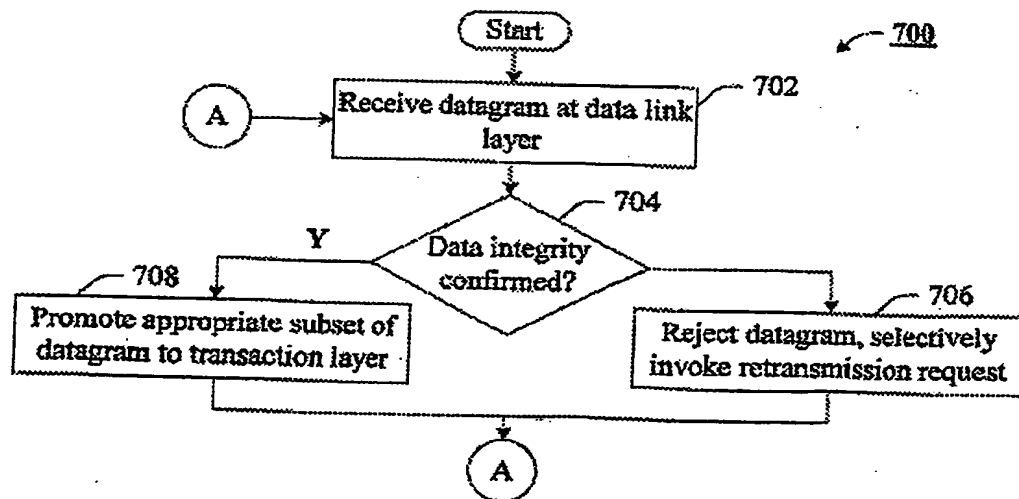 Start
700
702
A
Receive datagram at data link
layer
704
Y
Data integrity
confirmed?
708
706
Promote appropriate subset of
datagram to transaction layer
Reject datagram, selectively
invoke retransmission request
A